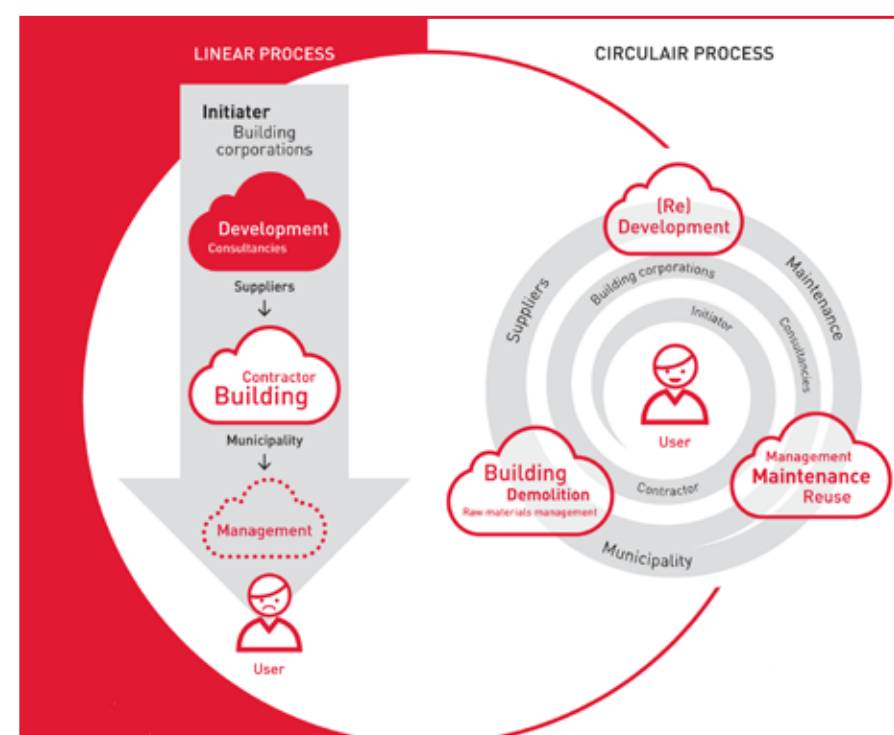 LINEAR PROCESS
Initiater
Building
corporations
Development
Consultancies
Suppliers
Contractor
Building
Municipality
Management
User
CIRCULAIR PROCESS
(Re)
Development
Suppliers
Maintenance
Building corporations
Consultancies
Initiator
User
Building
Demolition
Raw materials management
Management
Maintenance
Reuse
Contractor
Municipality